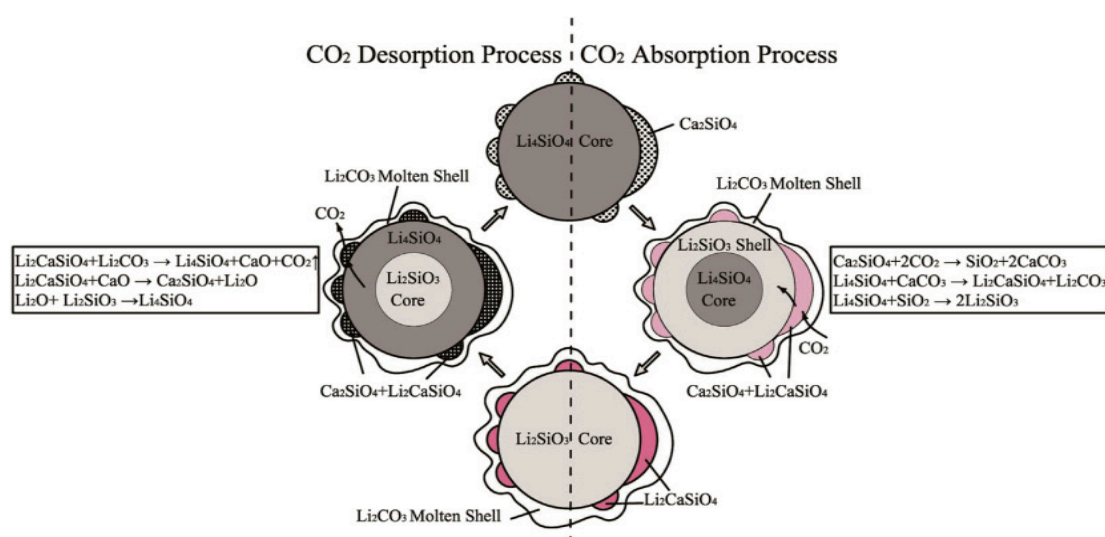 CO₂ Desorption Process
CO₂ Absorption Process
Li₄SiO₄ Core
Ca₂SiO₄
Li₂CO₃ Molten Shell
CO₂
Li₄SiO₄
Li₂SiO₃
Core
Li₂CaSiO₄+Li₂CO₃ → Li₄SiO₄+CaO+CO₂↑
Li₂CaSiO₄+CaO → Ca₂SiO₄+Li₂O
Li₂O+ Li₂SiO₃ →Li₄SiO₄
Ca₂SiO₄+Li₂CaSiO₄
Li₂CO₃ Molten Shell
Li₂SiO₃ Shell
Li₄SiO₄
Core
CO₂
Ca₂SiO₄+2CO₂ → SiO₂+2CaCO₃
Li₄SiO₄+CaCO₃ → Li₂CaSiO₄+Li₂CO₃
Li₄SiO₄+SiO₂ → 2Li₂SiO₃
Ca₂SiO₄+Li₂CaSiO₄
Li₂SiO₃ Core
Li₂CaSiO₄
Li₂CO₃ Molten Shell